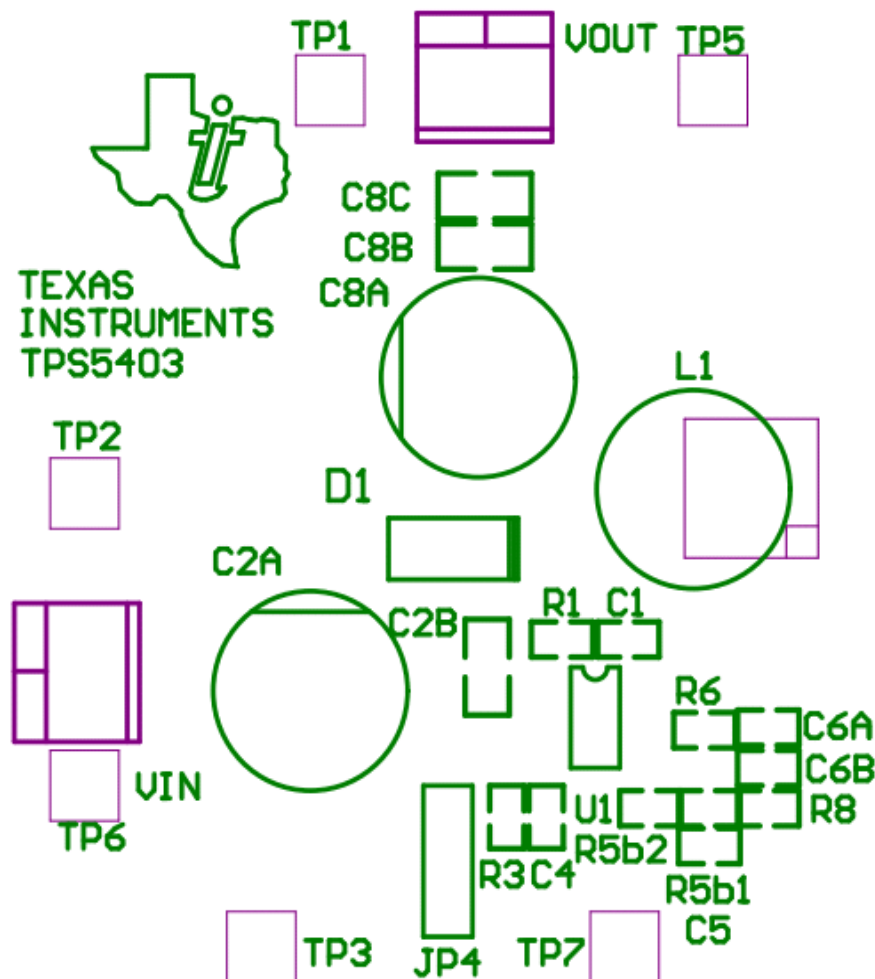 TP1
VOUT
TP5
C8C
C8B
C8A
TEXAS
INSTRUMENTS
TPS5403
L1
TP2
D1
C2A
R1
C1
C2B
R6
C6A
C6B
VIN
U1
R8
TP6
R5b2
R3
C4
R5b1
C5
TP3
JP4
TP7